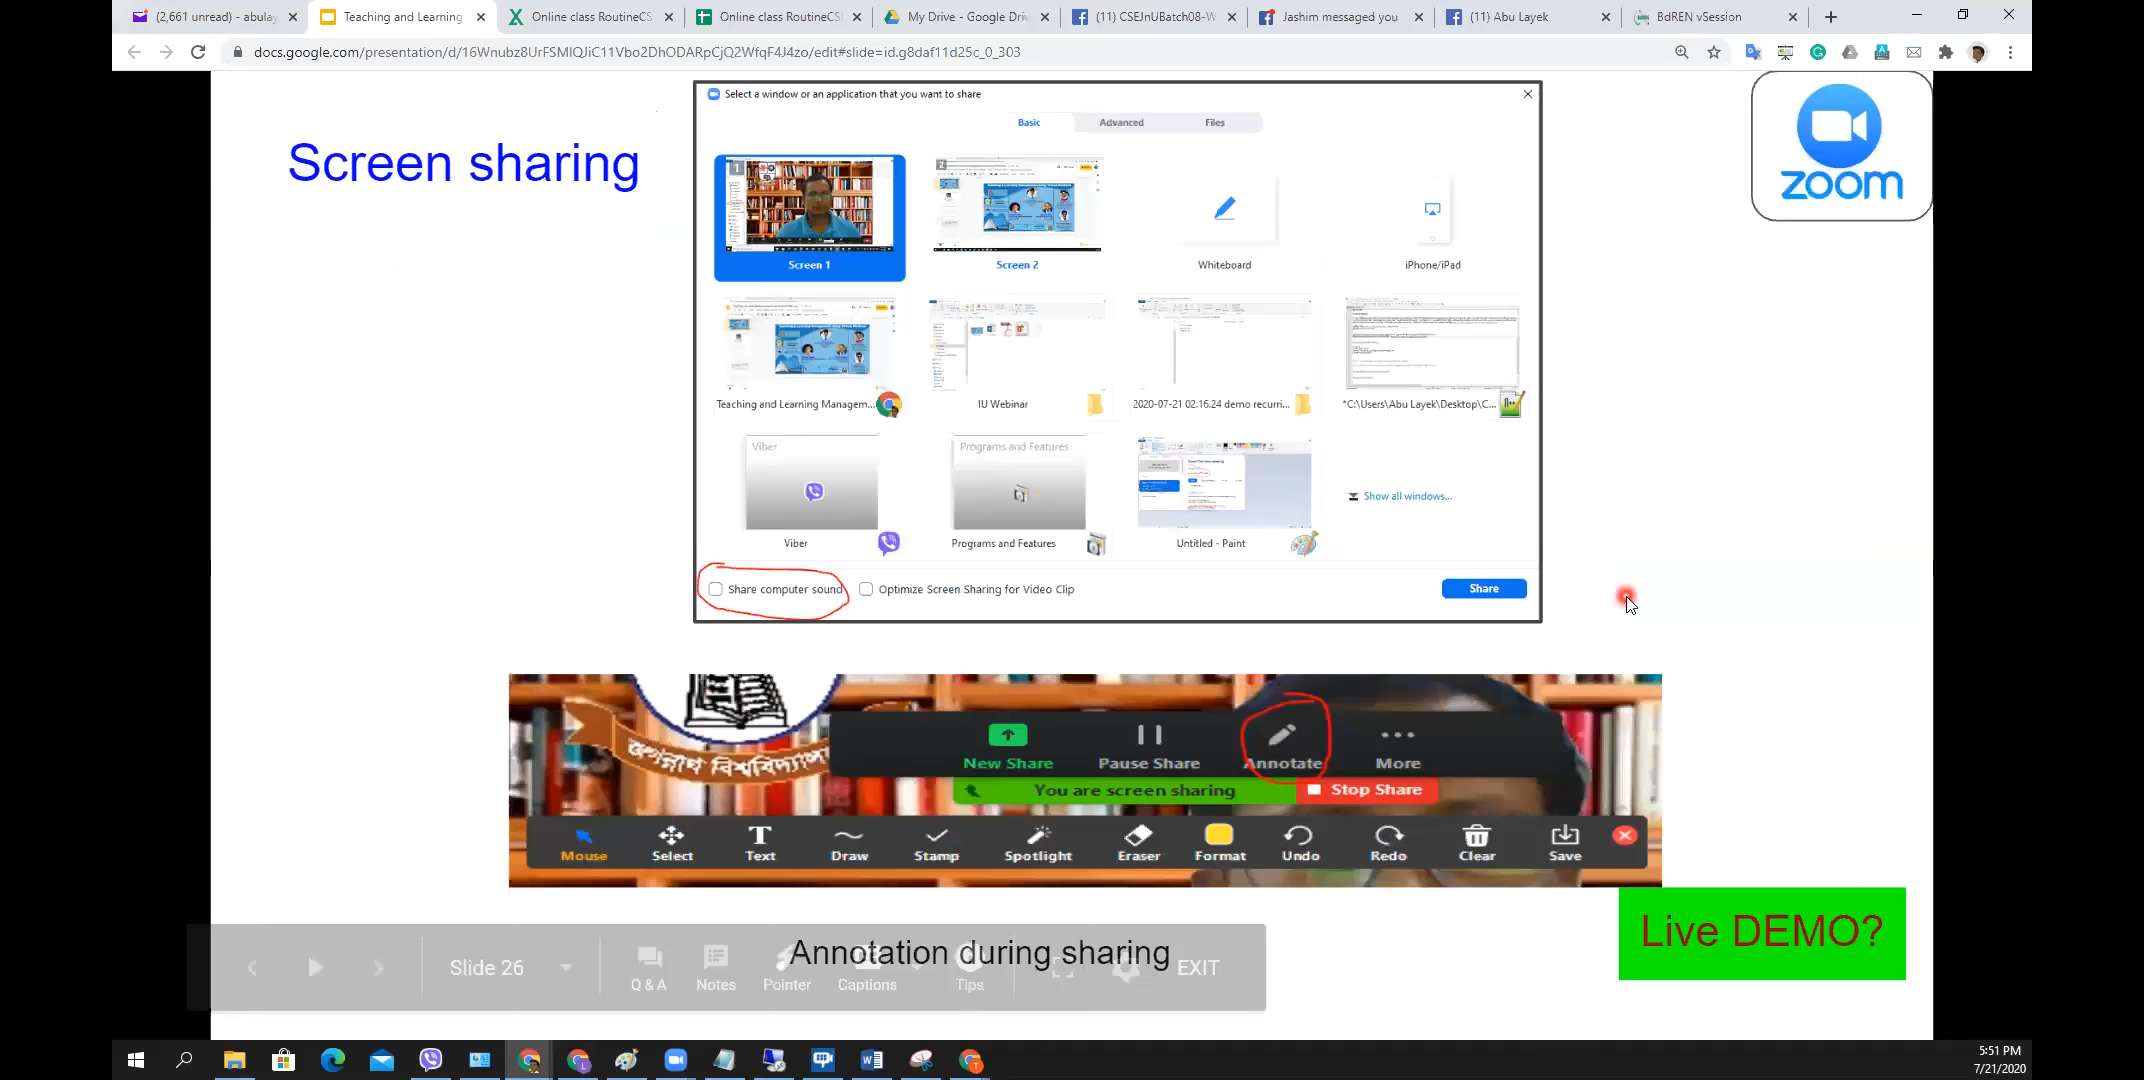 (2,661 unread) - abulay
Teaching and Learning
Online class RoutineCS
Online class RoutineCS
My Drive - Google Driv
(11) CSEJnUBatch08-W
Jashim messaged you
(11) Abu Layek
BdREN vSession
docs.google.com/presentation/d/16Wnubz8UrFSMIQJiC11Vbo2DhODARpCjQ2WfqF4J4zo/edit#slide=id.g8daf11d25c_0_303
Screen sharing
Select a window or an application that you want to share
Basic
Advanced
Files
zoom
1
2
Screen 1
Screen 2
Whiteboard
iPhone/iPad
Teaching and Learning Managem...
IU Webinar
2020-07-21 02.16.24 demo recurri...
*C:\Users\Abu Layek\Desktop\C...
Viber
Programs and Features
Show all windows...
Viber
Programs and Features
Untitled - Paint
Share computer sound
Optimize Screen Sharing for Video Clip
Share
জগন্নাথ বিশ্ববিদ্যালয়
New Share
Pause Share
Annotate
More
You are screen sharing
Stop Share
Mouse
Select
Text
Draw
Stamp
Spotlight
Eraser
Format
Undo
Redo
Clear
Save
Live DEMO?
Annotation during sharing
Slide 26
Q & A
Notes
Pointer
Captions
Tips
EXIT
5:51 PM
7/21/2020